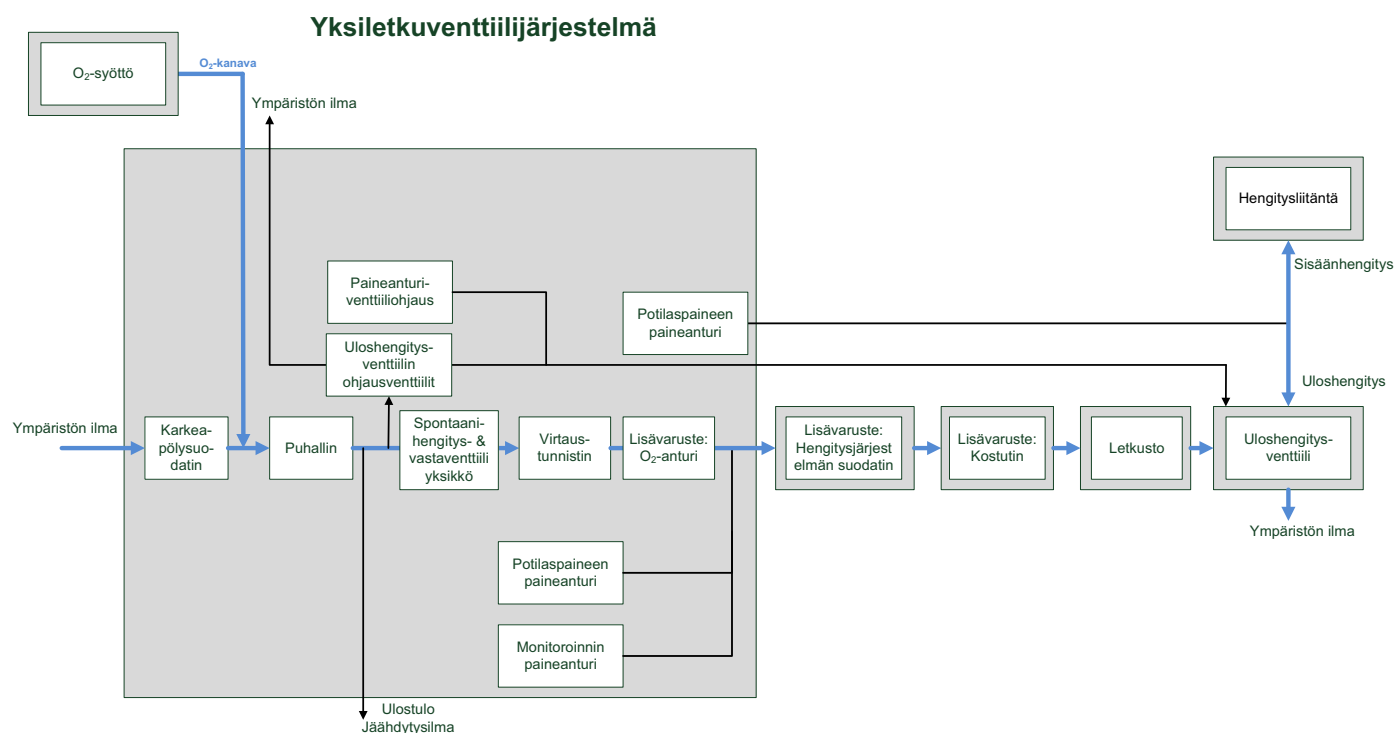 Yksiletkuventtiilijärjestelmä
O₂-syöttö
O₂-kanava
Ympäristön ilma
Hengitysliitäntä
Sisäänhengitys
Paineanturi-
venttiiliohjaus
Potilaspaineen
paineanturi
Uloshengitys-
venttiilin
ohjausventtiilit
Uloshengitys
Ympäristön ilma
Karkea-
pölysuo-
datin
Puhallin
Spontaani-
hengitys- &
vastaventtiili
yksikkö
Virtaus-
tunnistin
Lisävaruste:
O₂-anturi
Lisävaruste:
Hengitysjärjest
elmän suodatin
Lisävaruste:
Kostutin
Letkusto
Uloshengitys-
venttiili
Ympäristön ilma
Potilaspaineen
paineanturi
Monitoroinnin
paineanturi
Ulostulo
Jäähdytysilma